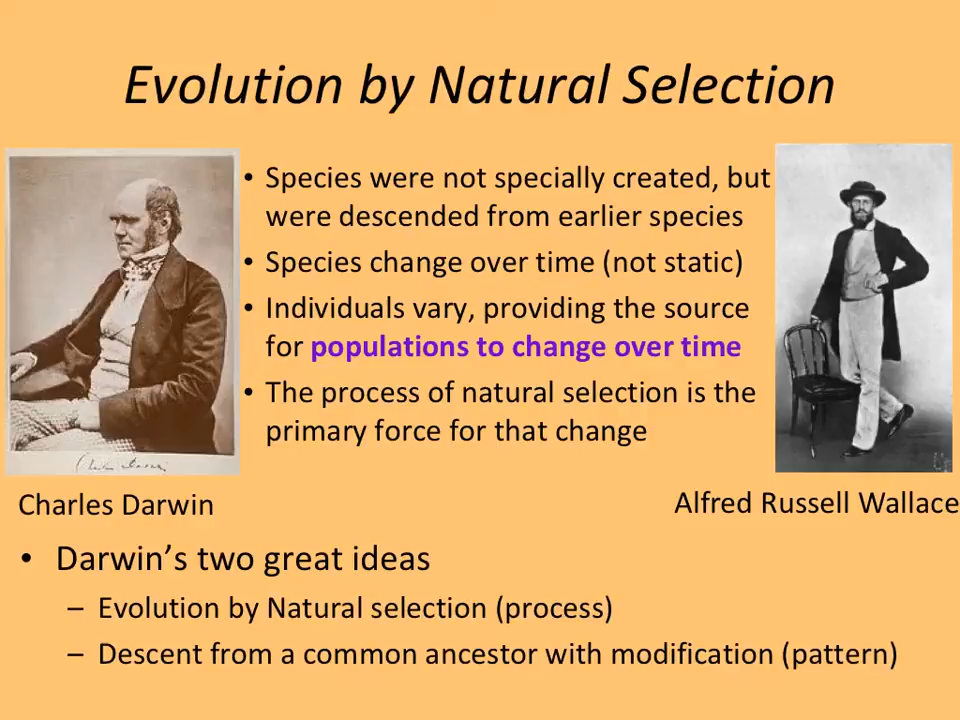 Evolution by Natural Selection
• Species were not specially created, but
were descended from earlier species
• Species change over time (not static)
• Individuals vary, providing the source
for populations to change over time
• The process of natural selection is the
primary force for that change
Charles Darwin
Alfred Russell Wallace
• Darwin’s two great ideas
– Evolution by Natural selection (process)
– Descent from a common ancestor with modification (pattern)